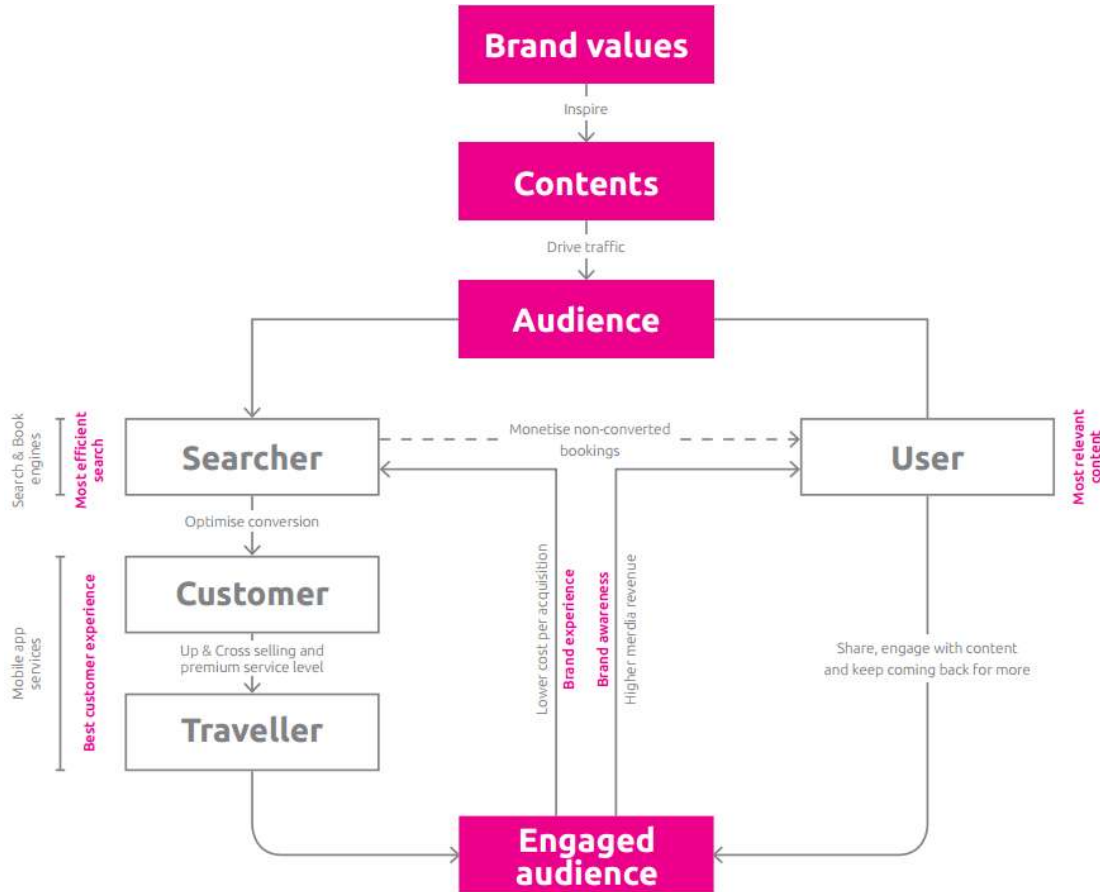 Brand values
Inspire
Contents
Drive traffic
Audience
Search & Book
engines
Most efficient
search
Searcher
Monetise non-converted
bookings
User
Most relevant
content
Optimise conversion
Mobile app
services
Best customer experience
Customer
Up & Cross selling and
premium service level
Traveller
Lower cost per acquisition
Brand experience
Brand awareness
Higher merdia revenue
Share, engage with content
and keep coming back for more
Engaged
audience